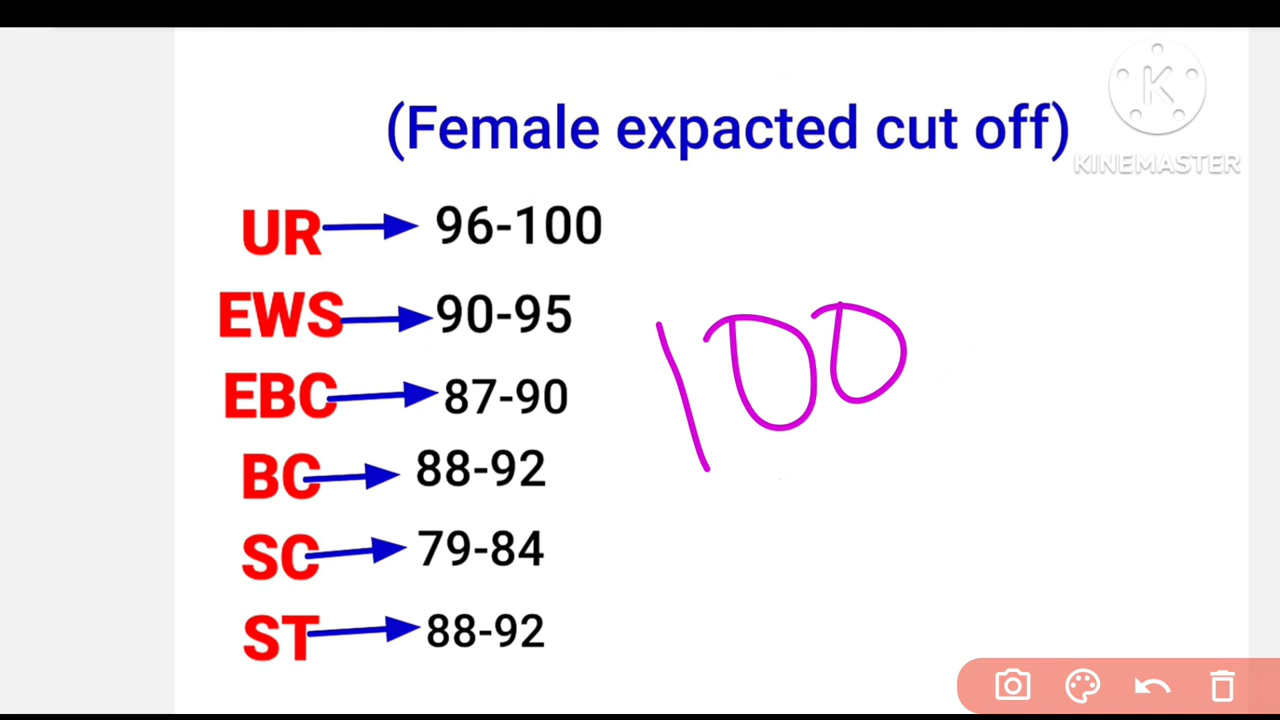 (Female expacted cut off)
KINEMASTER
UR 96-100
EWS 90-95
EBC 87-90
BC 88-92
SC 79-84
ST 88-92
100